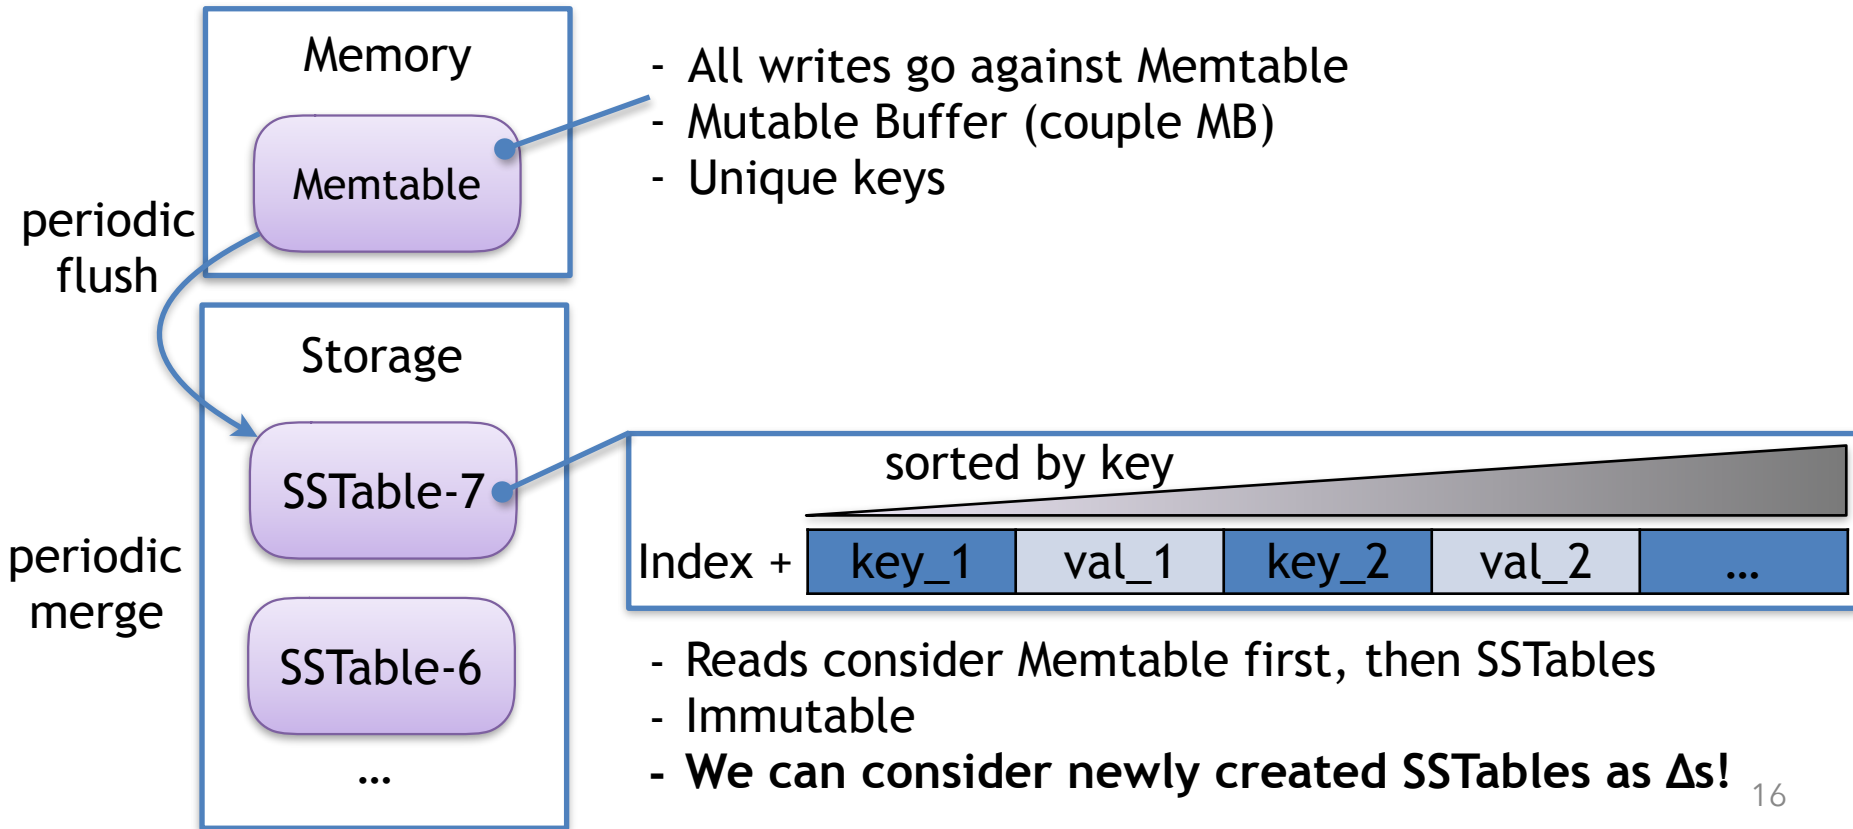 Memory
Memtable
- All writes go against Memtable
- Mutable Buffer (couple MB)
- Unique keys
periodic
flush
Storage
SSTable-7
sorted by key
Index + key_1 val_1 key_2 val_2 ...
periodic
merge
SSTable-6
...
- Reads consider Memtable first, then SSTables
- Immutable
- We can consider newly created SSTables as Δs!
16